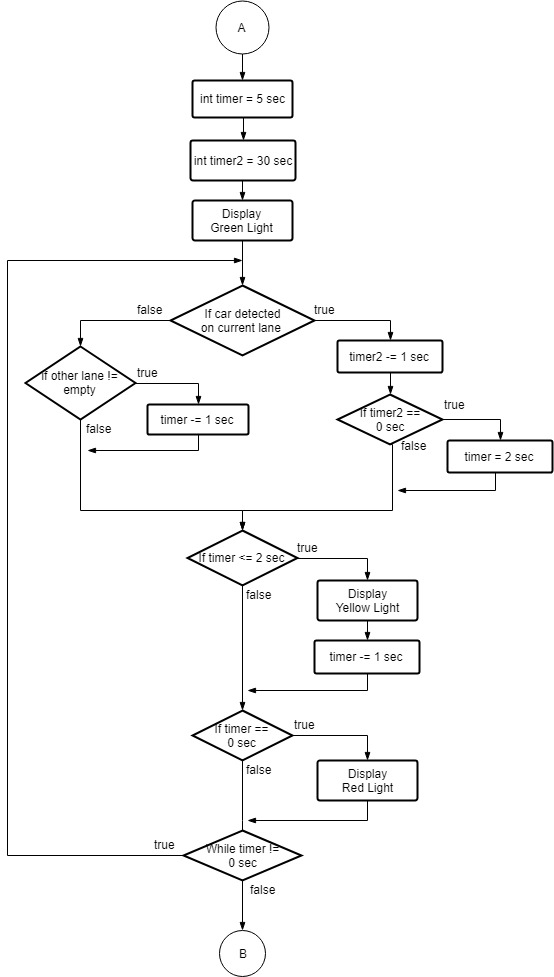 A
int timer = 5 sec
int timer2 = 30 sec
Display
Green Light
If car detected
on current lane
false
true
If other lane !=
empty
true
false
timer -= 1 sec
timer2 -= 1 sec
If timer2 ==
0 sec
true
false
timer = 2 sec
If timer <= 2 sec
true
false
Display
Yellow Light
timer -= 1 sec
If timer ==
0 sec
true
false
Display
Red Light
While timer !=
0 sec
true
false
B